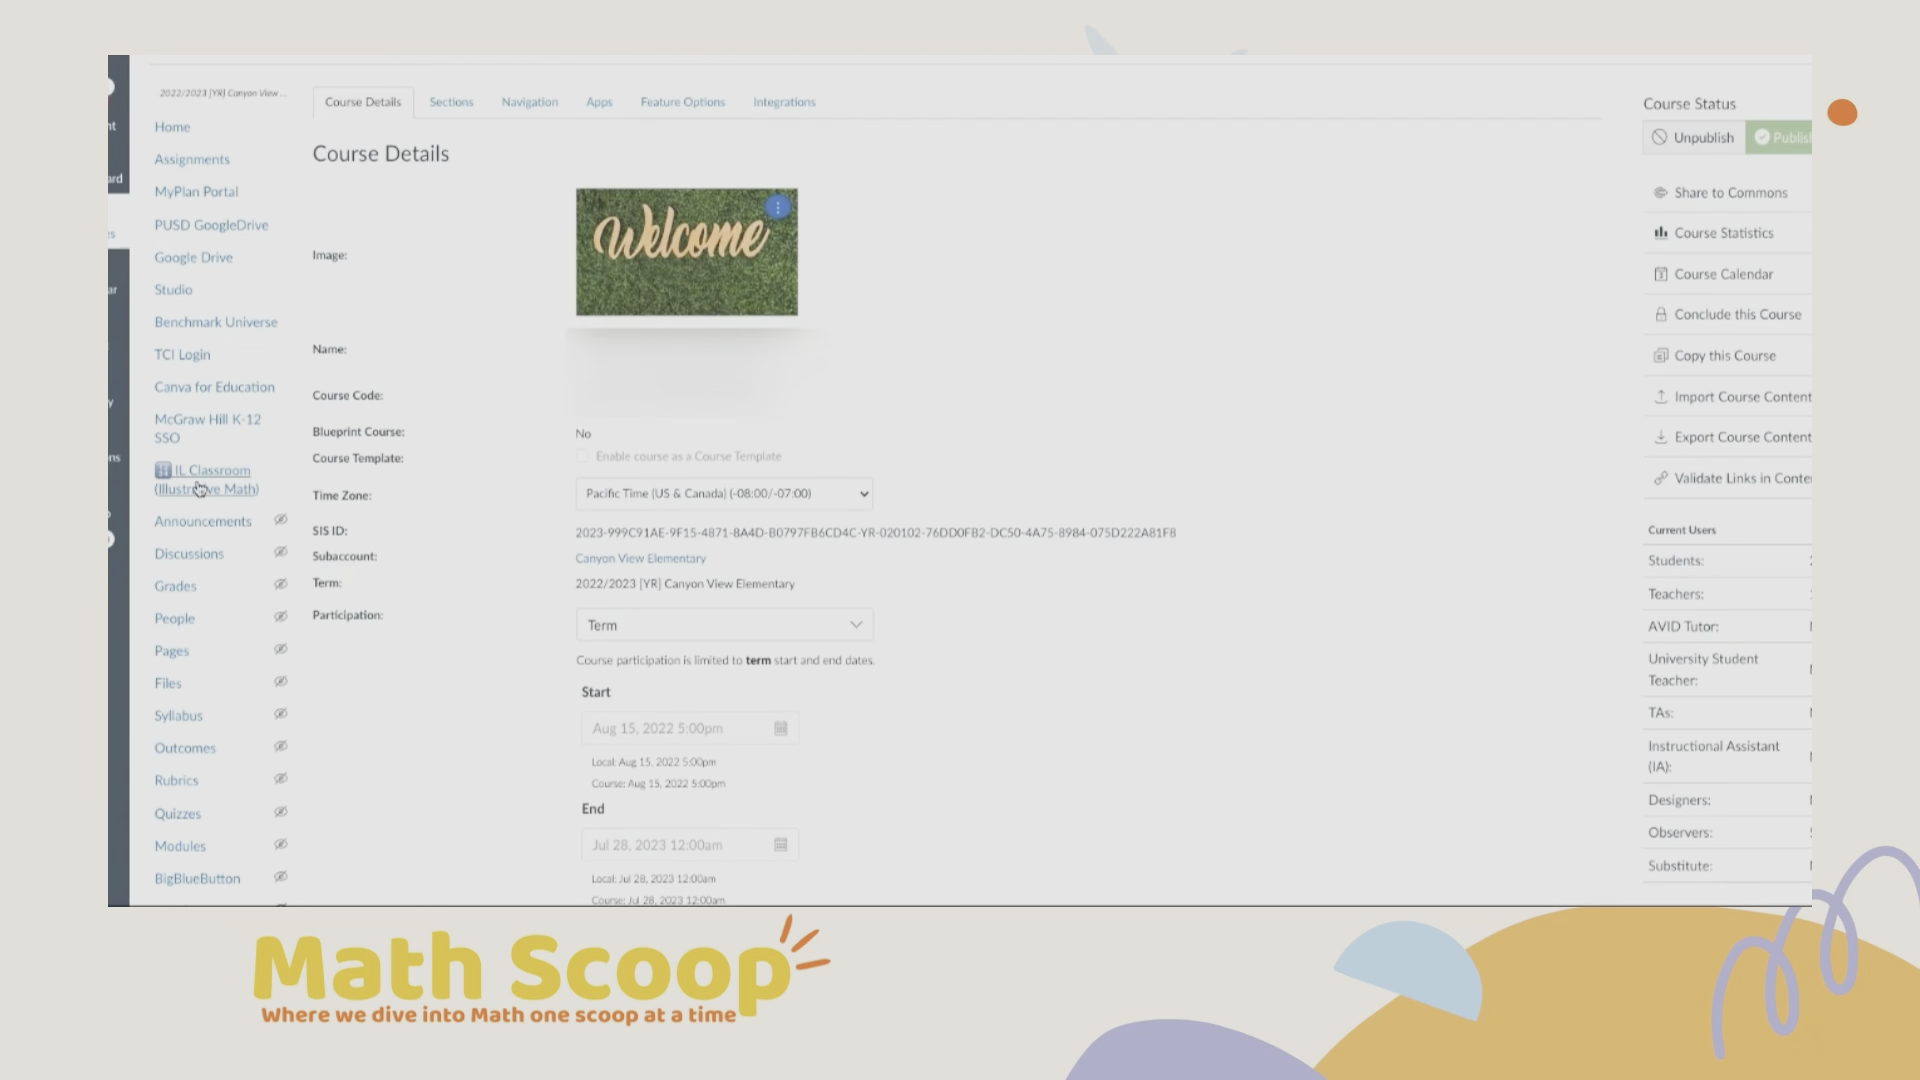 2022/2023 [YR] Canyon View ...
Home
Assignments
MyPlan Portal
PUSD GoogleDrive
Google Drive
Studio
Benchmark Universe
TCI Login
Canva for Education
McGraw Hill K-12
SSO
IL Classroom
(Illustrative Math)
Announcements
Discussions
Grades
People
Pages
Files
Syllabus
Outcomes
Rubrics
Quizzes
Modules
BigBlueButton
Course Details Sections Navigation Apps Feature Options Integrations
Course Details
Image:
Welcome
Name:
Course Code:
Blueprint Course: No
Course Template: Enable course as a Course Template
Time Zone: Pacific Time (US & Canada) (-08:00/-07:00)
SIS ID: 2023-999C91AE-9F15-4871-8A4D-B0797FB6CD4C-YR-020102-76DD0FB2-DC50-4A75-8984-075D222A81F8
Subaccount: Canyon View Elementary
Term: 2022/2023 [YR] Canyon View Elementary
Participation: Term
Course participation is limited to term start and end dates.
Start
Aug 15, 2022 5:00pm
Local: Aug 15, 2022 5:00pm
Course: Aug 15, 2022 5:00pm
End
Jul 28, 2023 12:00am
Local: Jul 28, 2023 12:00am
Course: Jul 28, 2023 12:00am
Course Status
Unpublish Publis
Share to Commons
Course Statistics
Course Calendar
Conclude this Course
Copy this Course
Import Course Content
Export Course Content
Validate Links in Conte
Current Users
Students:
Teachers:
AVID Tutor:
University Student
Teacher:
TAs:
Instructional Assistant
(IA):
Designers:
Observers:
Substitute:
Math Scoop
Where we dive into Math one scoop at a time